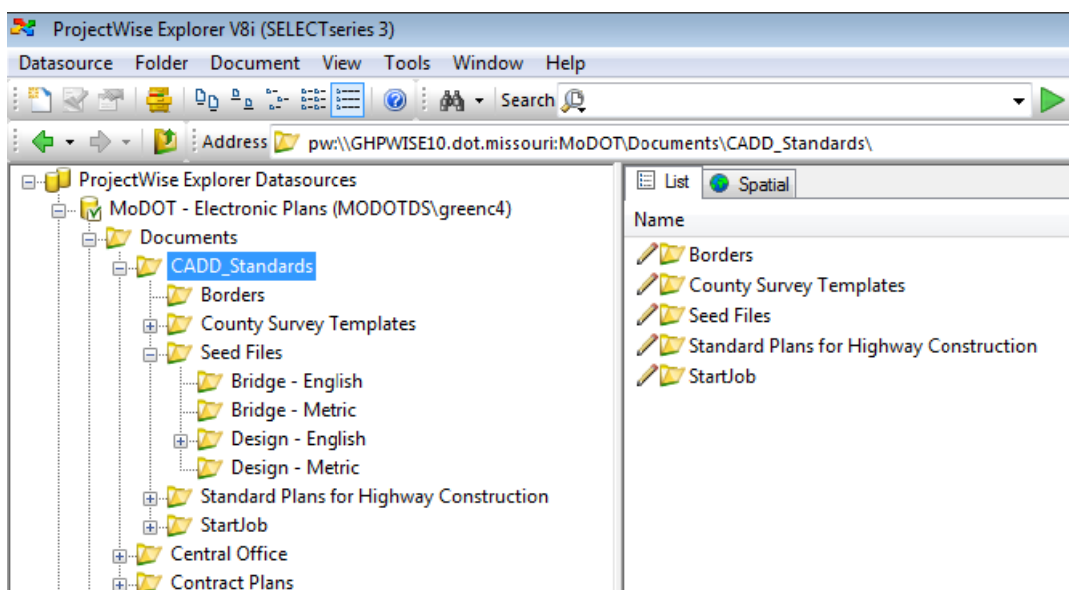 ProjectWise Explorer V8i (SELECTseries 3)
Datasource Folder Document View Tools Window Help
Search
Address pw:\\GHPWISE10.dot.missouri:MoDOT\Documents\CADD_Standards\
ProjectWise Explorer Datasources
MoDOT - Electronic Plans (MODOTDS\greenc4)
Documents
CADD_Standards
Borders
County Survey Templates
Seed Files
Bridge - English
Bridge - Metric
Design - English
Design - Metric
Standard Plans for Highway Construction
StartJob
Central Office
Contract Plans
List Spatial
Name
Borders
County Survey Templates
Seed Files
Standard Plans for Highway Construction
StartJob